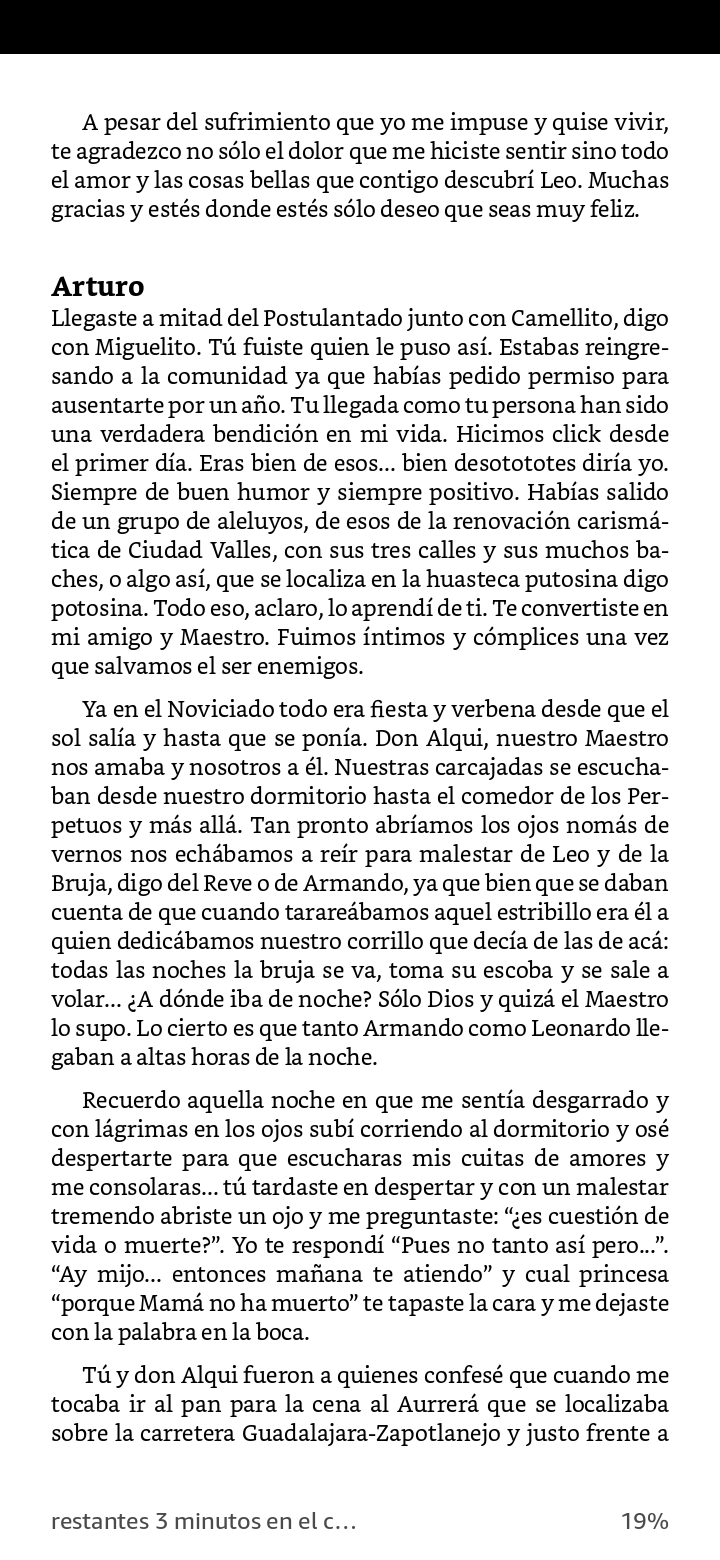 A pesar del sufrimiento que yo me impuse y quise vivir,
te agradezco no sólo el dolor que me hiciste sentir sino todo
el amor y las cosas bellas que contigo descubrí Leo. Muchas
gracias y estés donde estés sólo deseo que seas muy feliz.
Arturo
Llegaste a mitad del Postulantado junto con Camellito, digo
con Miguelito. Tú fuiste quien le puso así. Estabas reingre-
sando a la comunidad ya que habías pedido permiso para
ausentarte por un año. Tu llegada como tu persona han sido
una verdadera bendición en mi vida. Hicimos click desde
el primer día. Eras bien de esos... bien desotototes diría yo.
Siempre de buen humor y siempre positivo. Habías salido
de un grupo de aleluyos, de esos de la renovación carismá-
tica de Ciudad Valles, con sus tres calles y sus muchos ba-
ches, o algo así, que se localiza en la huasteca putosina digo
potosina. Todo eso, aclaro, lo aprendí de ti. Te convertiste en
mi amigo y Maestro. Fuimos íntimos y cómplices una vez
que salvamos el ser enemigos.
Ya en el Noviciado todo era fiesta y verbena desde que el
sol salía y hasta que se ponía. Don Alqui, nuestro Maestro
nos amaba y nosotros a él. Nuestras carcajadas se escucha-
ban desde nuestro dormitorio hasta el comedor de los Per-
petuos y más allá. Tan pronto abríamos los ojos nomás de
vernos nos echábamos a reír para malestar de Leo y de la
Bruja, digo del Reve o de Armando, ya que bien que se daban
cuenta de que cuando tarareábamos aquel estribillo era él a
quien dedicábamos nuestro corrillo que decía de las de acá:
todas las noches la bruja se va, toma su escoba y se sale a
volar... ¿A dónde iba de noche? Sólo Dios y quizá el Maestro
lo supo. Lo cierto es que tanto Armando como Leonardo lle-
gaban a altas horas de la noche.
Recuerdo aquella noche en que me sentía desgarrado y
con lágrimas en los ojos subí corriendo al dormitorio y osé
despertarte para que escucharas mis cuitas de amores y
me consolaras... tú tardaste en despertar y con un malestar
tremendo abriste un ojo y me preguntaste: “¿es cuestión de
vida o muerte?”. Yo te respondí “Pues no tanto así pero...”.
“Ay mijo... entonces mañana te atiendo” y cual princesa
“porque Mamá no ha muerto” te tapaste la cara y me dejaste
con la palabra en la boca.
Tú y don Alqui fueron a quienes confesé que cuando me
tocaba ir al pan para la cena al Aurrerá que se localizaba
sobre la carretera Guadalajara-Zapotlanejo y justo frente a
restantes 3 minutos en el c...
19%